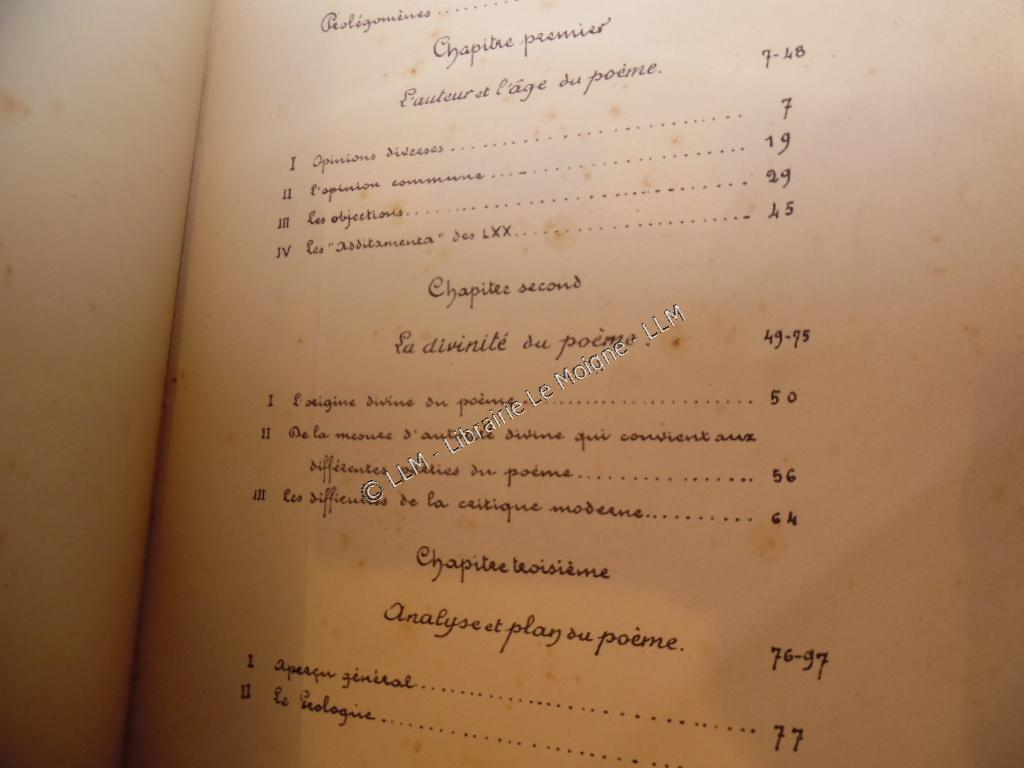 Prolégomènes..........
Chapitre premier
L'auteur et l'âge du poème. 7-48
I Opinions diverses.......... 7
II L'opinion commune.......... 19
III Les objections.......... 29
IV Les "Additamenta" des LXX.......... 45
Chapitre second
La divinité du poème. 49-75
I L'origine divine du poème.......... 50
II De la mesure d'autorité divine qui convient aux
différentes parties du poème.......... 56
III Les difficultés de la critique moderne.......... 64
Chapitre troisième
Analyse et plan du poème. 76-97
I Aperçu général.......... 77
II Le Prologue..........
© LLM - Librairie Le Moigne - LLM